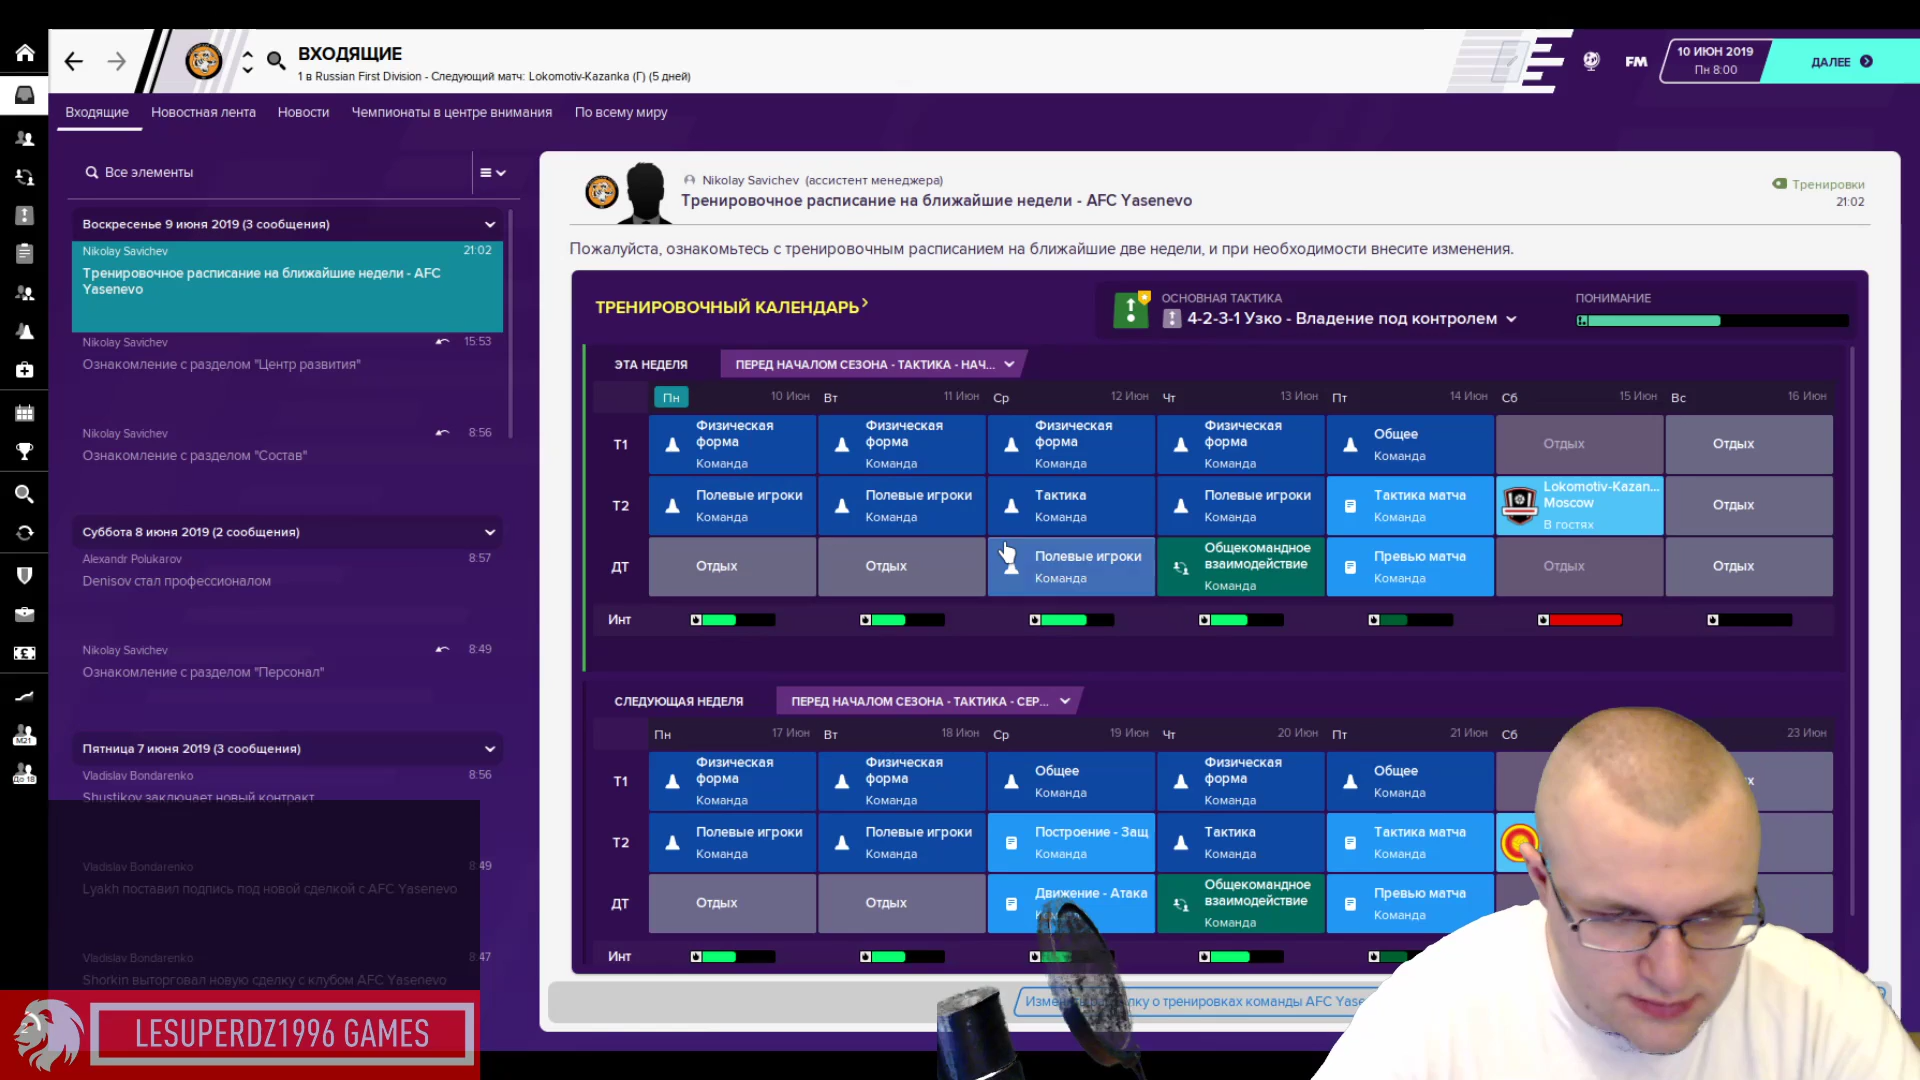 ВХОДЯЩИЕ
1 в Russian First Division - Следующий матч: Lokomotiv-Kazanka (Г) (5 дней)
FM
10 ИЮН 2019
Пн 8:00
ДАЛЕЕ
Входящие
Новостная лента
Новости
Чемпионаты в центре внимания
По всему миру
Все элементы
Воскресенье 9 июня 2019 (3 сообщения)
Nikolay Savichev 21:02
Тренировочное расписание на ближайшие недели - AFC
Yasenevo
Nikolay Savichev 15:53
Ознакомление с разделом "Центр развития"
Nikolay Savichev 8:56
Ознакомление с разделом "Состав"
Суббота 8 июня 2019 (2 сообщения)
Alexandr Polukarov 8:57
Denisov стал профессионалом
Nikolay Savichev 8:49
Ознакомление с разделом "Персонал"
Пятница 7 июня 2019 (3 сообщения)
Vladislav Bondarenko 8:56
Shustikov заключает новый контракт
Vladislav Bondarenko 8:49
Lyakh поставил подпись под новой сделкой с AFC Yasenevo
Vladislav Bondarenko 8:47
Shorkin выторговал новую сделку с клубом AFC Yasenevo
M21
До 18
LESUPERDZ1996 GAMES
Nikolay Savichev (ассистент менеджера)
Тренировочное расписание на ближайшие недели - AFC Yasenevo
Тренировки
21:02
Пожалуйста, ознакомьтесь с тренировочным расписанием на ближайшие две недели, и при необходимости внесите изменения.
ТРЕНИРОВОЧНЫЙ КАЛЕНДАРЬ
ОСНОВНАЯ ТАКТИКА
4-2-3-1 Узко - Владение под контролем
ПОНИМАНИЕ
ЭТА НЕДЕЛЯ
ПЕРЕД НАЧАЛОМ СЕЗОНА - ТАКТИКА - НАЧ...
Пн 10 Июн Вт 11 Июн Ср 12 Июн Чт 13 Июн Пт 14 Июн Сб 15 Июн Вс 16 Июн
T1
Физическая форма Команда
Физическая форма Команда
Физическая форма Команда
Физическая форма Команда
Общее Команда
Отдых
Отдых
T2
Полевые игроки Команда
Полевые игроки Команда
Тактика Команда
Полевые игроки Команда
Тактика матча Команда
Lokomotiv-Kazan... Moscow В гостях
Отдых
ДТ
Отдых
Отдых
Полевые игроки Команда
Общекомандное взаимодействие Команда
Превью матча Команда
Отдых
Отдых
Инт
СЛЕДУЮЩАЯ НЕДЕЛЯ
ПЕРЕД НАЧАЛОМ СЕЗОНА - ТАКТИКА - СЕР...
Пн 17 Июн Вт 18 Июн Ср 19 Июн Чт 20 Июн Пт 21 Июн Сб 23 Июн
T1
Физическая форма Команда
Физическая форма Команда
Общее Команда
Физическая форма Команда
Общее Команда
T2
Полевые игроки Команда
Полевые игроки Команда
Построение - Защ Команда
Тактика Команда
Тактика матча Команда
ДТ
Отдых
Отдых
Движение - Атака
Общекомандное взаимодействие Команда
Превью матча Команда
Инт
о тренировках команды AFC Yase